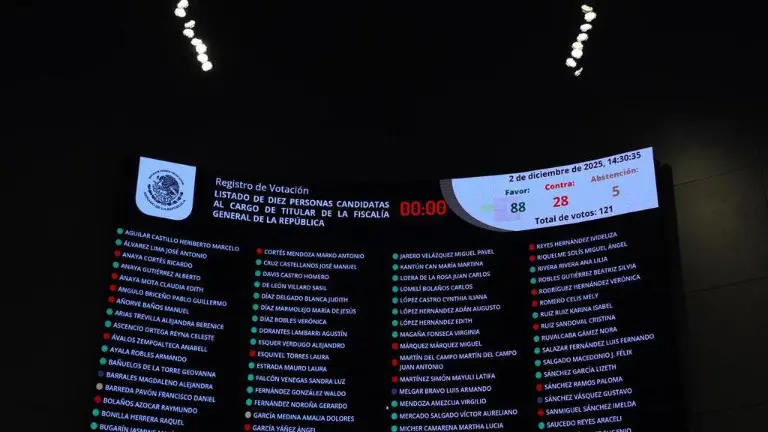 Registro de Votación
LISTADO DE DIEZ PERSONAS CANDIDATAS
AL CARGO DE TITULAR DE LA FISCALÍA
GENERAL DE LA REPÚBLICA
00:00
2 de diciembre de 2025, 14:30:35
Favor: 88
Contra: 28
Abstención: 5
Total de votos: 121
AGUILAR CASTILLO HERIBERTO MARCELO
ÁLVAREZ LIMA JOSÉ ANTONIO
ANAYA CORTÉS RICARDO
ANAYA GUTIÉRREZ ALBERTO
ANAYA MOTA CLAUDIA EDITH
ANGULO BRICEÑO PABLO GUILLERMO
AÑORVE BAÑOS MANUEL
ARIAS TREVILLA ALEJANDRA BERENICE
ASCENCIO ORTEGA REYNA CELESTE
ÁVALOS ZEMPOALTECA ANABELL
AYALA ROBLES ARMANDO
BAÑUELOS DE LA TORRE GEOVANNA
BARRALES MAGDALENO ALEJANDRA
BARREDA PAVÓN FRANCISCO DANIEL
BOLAÑOS AZOCAR RAYMUNDO
BONILLA HERRERA RAQUEL
CORTÉS MENDOZA MARKO ANTONIO
CRUZ CASTELLANOS JOSÉ MANUEL
DAVIS CASTRO HOMERO
DE LEÓN VILLARD SASIL
DÍAZ DELGADO BLANCA JUDITH
DÍAZ MARMOLEJO MARÍA DE JESÚS
DÍAZ ROBLES VERÓNICA
DORANTES LAMBARRI AGUSTÍN
ESQUER VERDUGO ALEJANDRO
ESQUIVEL TORRES LAURA
ESTRADA MAURO LAURA
FALCÓN VENEGAS SANDRA LUZ
FERNÁNDEZ GONZÁLEZ WALDO
FERNÁNDEZ NOROÑA GERARDO
GARCÍA MEDINA AMALIA DOLORES
GARCÍA YÁÑEZ ÁNGEL
JARERO VELÁZQUEZ MIGUEL PAVEL
KANTÚN CAN MARÍA MARTINA
LOERA DE LA ROSA JUAN CARLOS
LOMELÍ BOLAÑOS CARLOS
LÓPEZ CASTRO CYNTHIA ILIANA
LÓPEZ HERNÁNDEZ ADÁN AUGUSTO
LÓPEZ HERNÁNDEZ EDITH
MAGAÑA FONSECA VIRGINIA
MÁRQUEZ MÁRQUEZ MIGUEL
MARTÍN DEL CAMPO MARTÍN DEL CAMPO
JUAN ANTONIO
MARTÍNEZ SIMÓN MAYULI LATIFA
MELGAR BRAVO LUIS ARMANDO
MENDOZA AMEZCUA VIRGILIO
MERCADO SALGADO VÍCTOR AURELIANO
MICHER CAMARENA MARTHA LUCIA
REYES HERNÁNDEZ IVIDELIZA
RIQUELME SOLÍS MIGUEL ÁNGEL
RIVERA RIVERA ANA LILIA
ROBLES GUTIÉRREZ BEATRIZ SILVIA
RODRÍGUEZ HERNÁNDEZ VERÓNICA
ROMERO CELIS MELY
RUIZ RUIZ KARINA ISABEL
RUIZ SANDOVAL CRISTINA
RUVALCABA GÁMEZ NORA
SALAZAR FERNÁNDEZ LUIS FERNANDO
SALGADO MACEDONIO J. FÉLIX
SÁNCHEZ GARCÍA LIZETH
SÁNCHEZ RAMOS PALOMA
SÁNCHEZ VÁSQUEZ GUSTAVO
SANMIGUEL SÁNCHEZ IMELDA
SAUCEDO REYES ARACELI